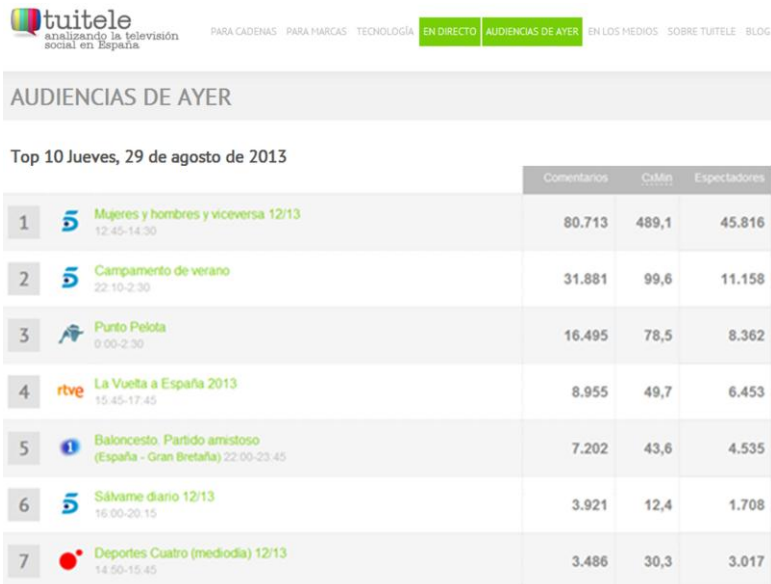 tuitele
analizando la televisión
social en España
PARA CADENAS PARA MARCAS TECNOLOGÍA EN DIRECTO AUDIENCIAS DE AYER EN LOS MEDIOS SOBRE TUITELE BLOG
AUDIENCIAS DE AYER
Top 10 Jueves, 29 de agosto de 2013
Comentarios CxMin Espectadores
1 5 Mujeres y hombres y viceversa 12/13 80.713 489,1 45.816
12:45-14:30
2 5 Campamento de verano 31.881 99,6 11.158
22:10-2:30
3 Punto Pelota 16.495 78,5 8.362
0:00-2:30
4 rtve La Vuelta a España 2013 8.955 49,7 6.453
15:45-17:45
5 1 Baloncesto. Partido amistoso 7.202 43,6 4.535
(España - Gran Bretaña) 22:00-23:45
6 5 Sálvame diario 12/13 3.921 12,4 1.708
16:00-20:15
7 Deportes Cuatro (mediodía) 12/13 3.486 30,3 3.017
14:50-15:45